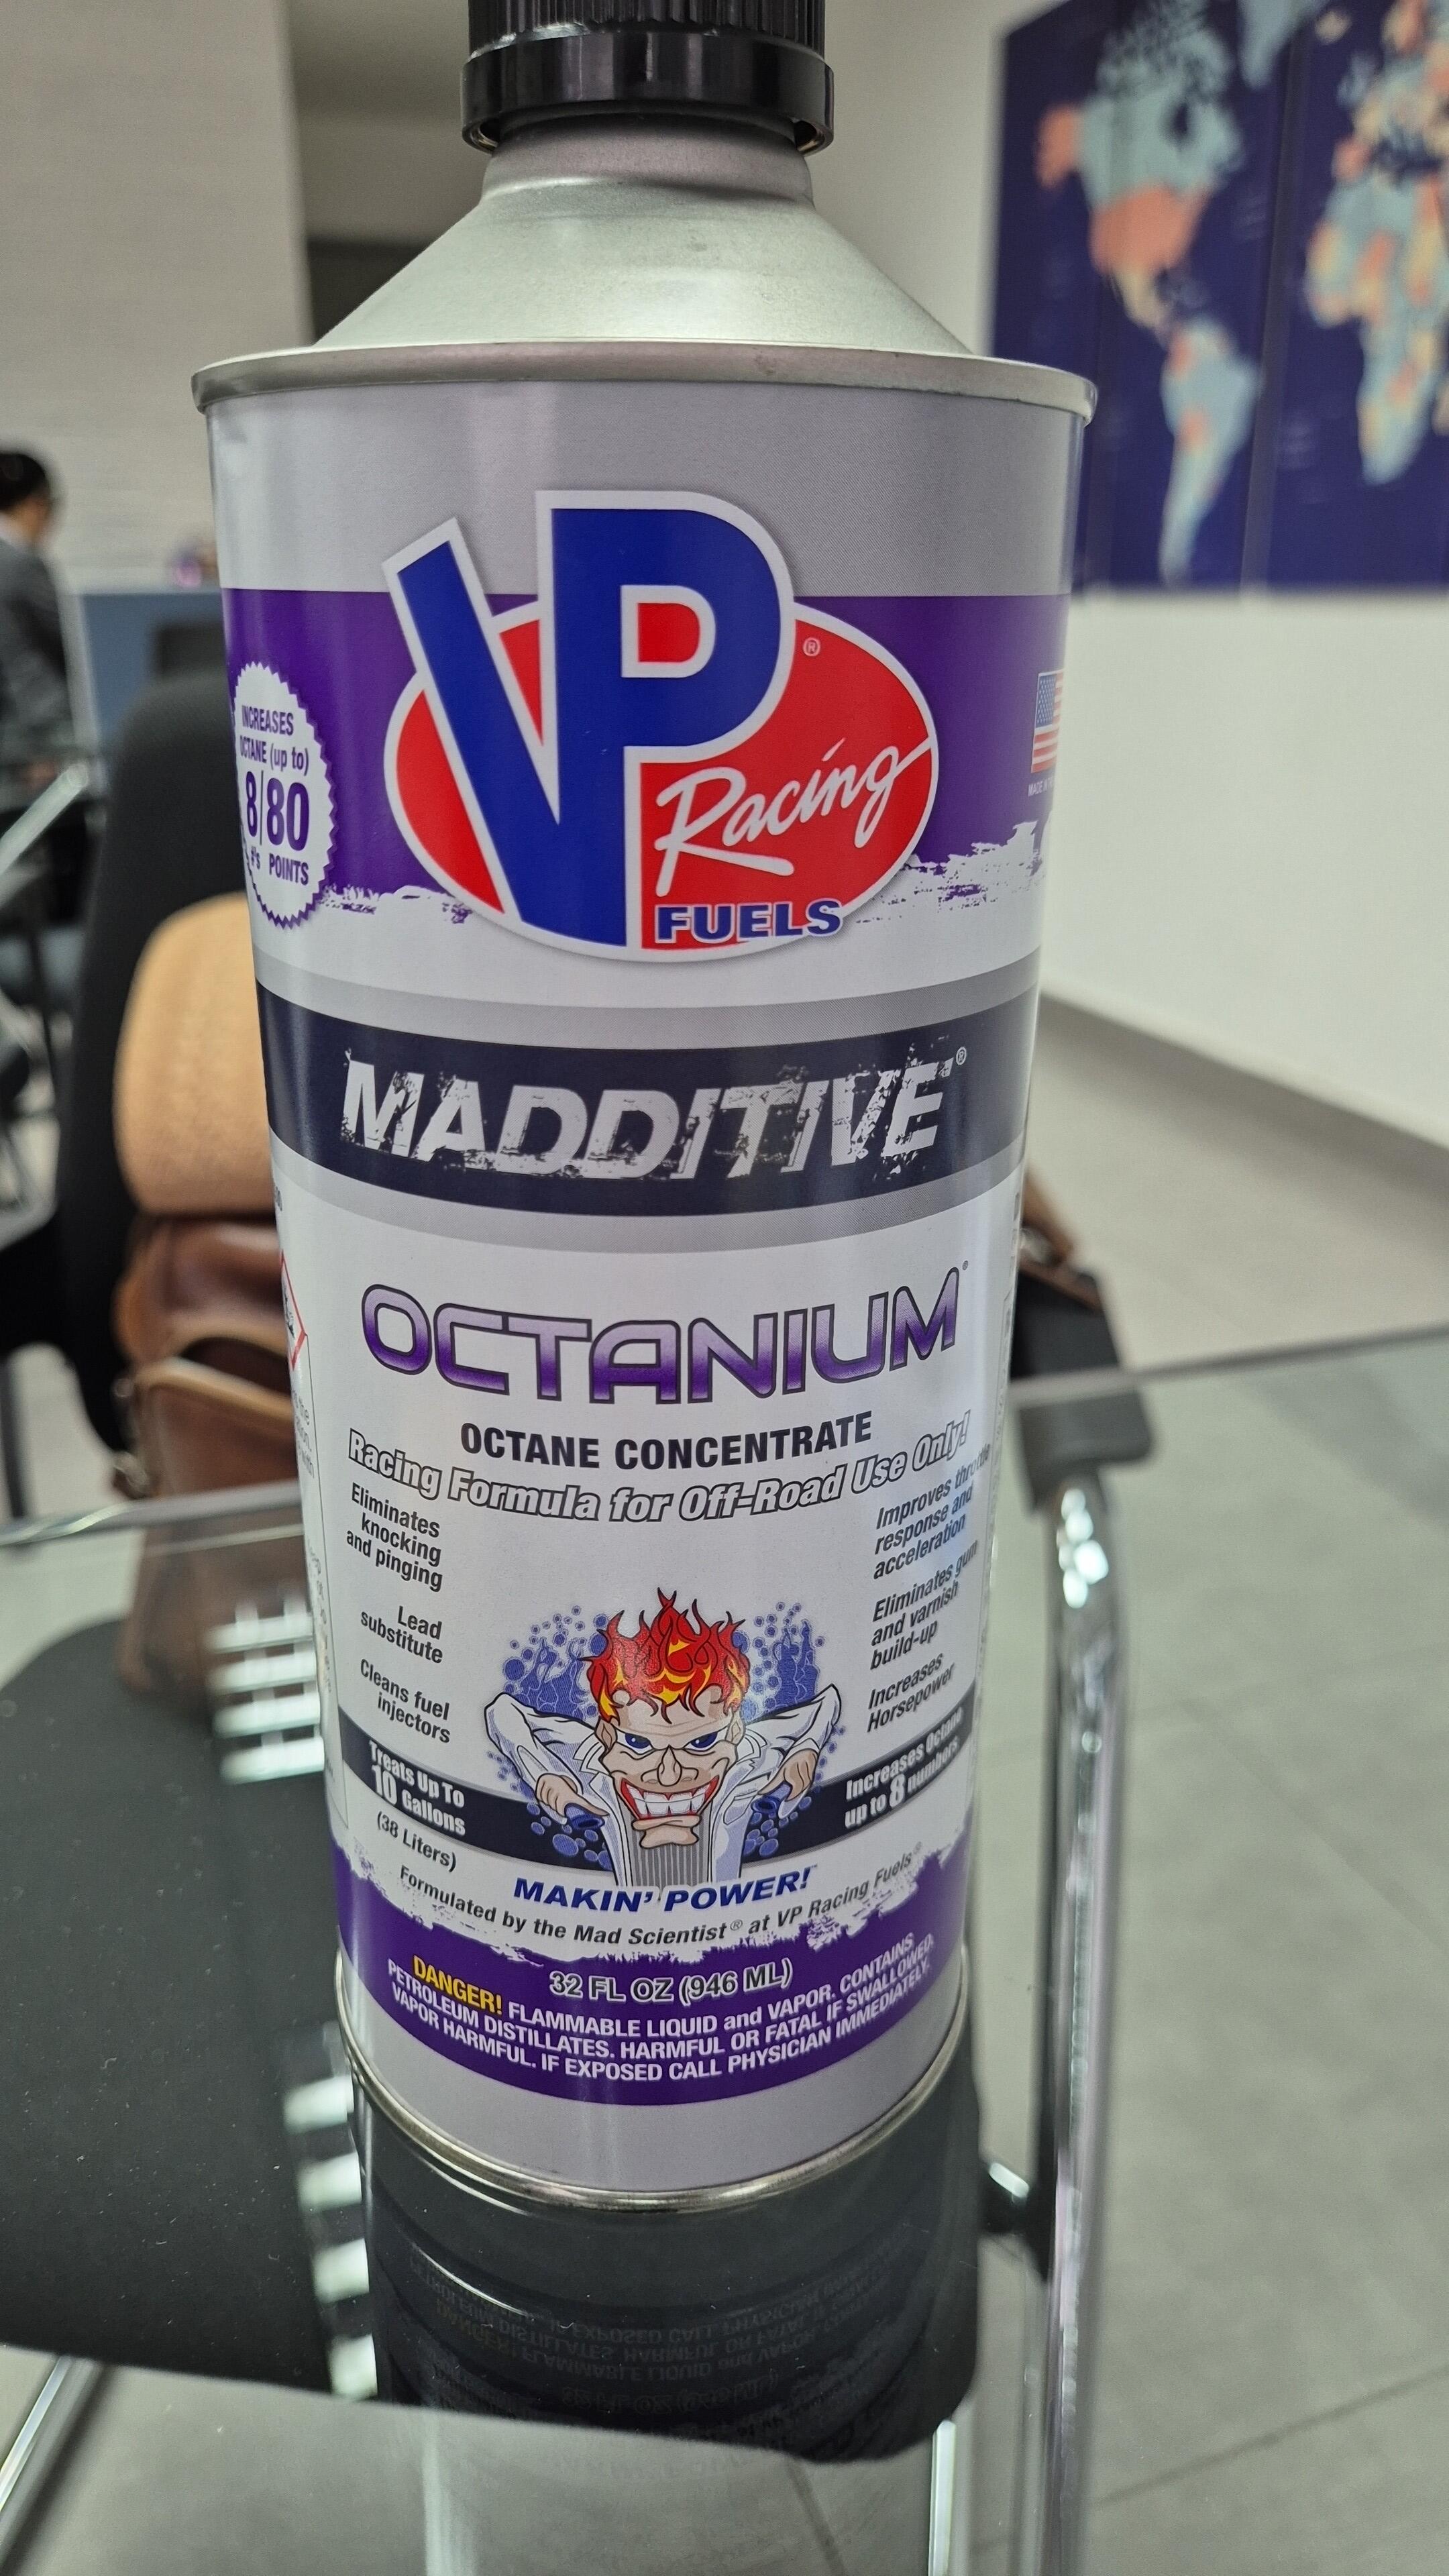 VP
®
Racing
FUELS
INCREASES
OCTANE (up to)
8/80
#'s POINTS
MADDITIVE®
OCTANIUM
OCTANE CONCENTRATE
Racing Formula for Off-Road Use Only!
Eliminates
knocking
and pinging
Lead
substitute
Cleans fuel
injectors
Treats Up To
10 Gallons
(38 Liters)
Improves throttle
response and
acceleration
Eliminates gum
and varnish
build-up
Increases
Horsepower
Increases Octane
up to 8 numbers
MAKIN' POWER!
Formulated by the Mad Scientist® at VP Racing Fuels®
32 FL OZ (946 ML)
DANGER! FLAMMABLE LIQUID and VAPOR. CONTAINS
PETROLEUM DISTILLATES. HARMFUL OR FATAL IF SWALLOWED.
VAPOR HARMFUL. IF EXPOSED CALL PHYSICIAN IMMEDIATELY.